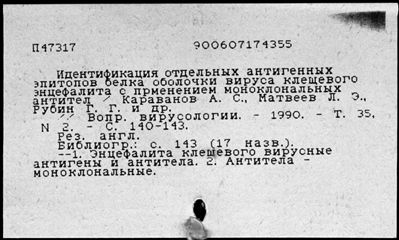 П47317 900607174355
Идентификация отдельных антигенных
эпитопов белка оболочки вируса клещевого
энцефалита с прменением моноклональных
антител / Караванов А. С., Матвеев Л. Э.,
Рубин Г. Г. и др.
// Вопр. вирусологии. - 1990. - Т. 35,
N 2. - С. 140-143.
Рез. англ.
Библиогр.: с. 143 (17 назв.).
--1. Энцефалита клещевого вирусные
антигены и антитела. 2. Антитела -
моноклональные.